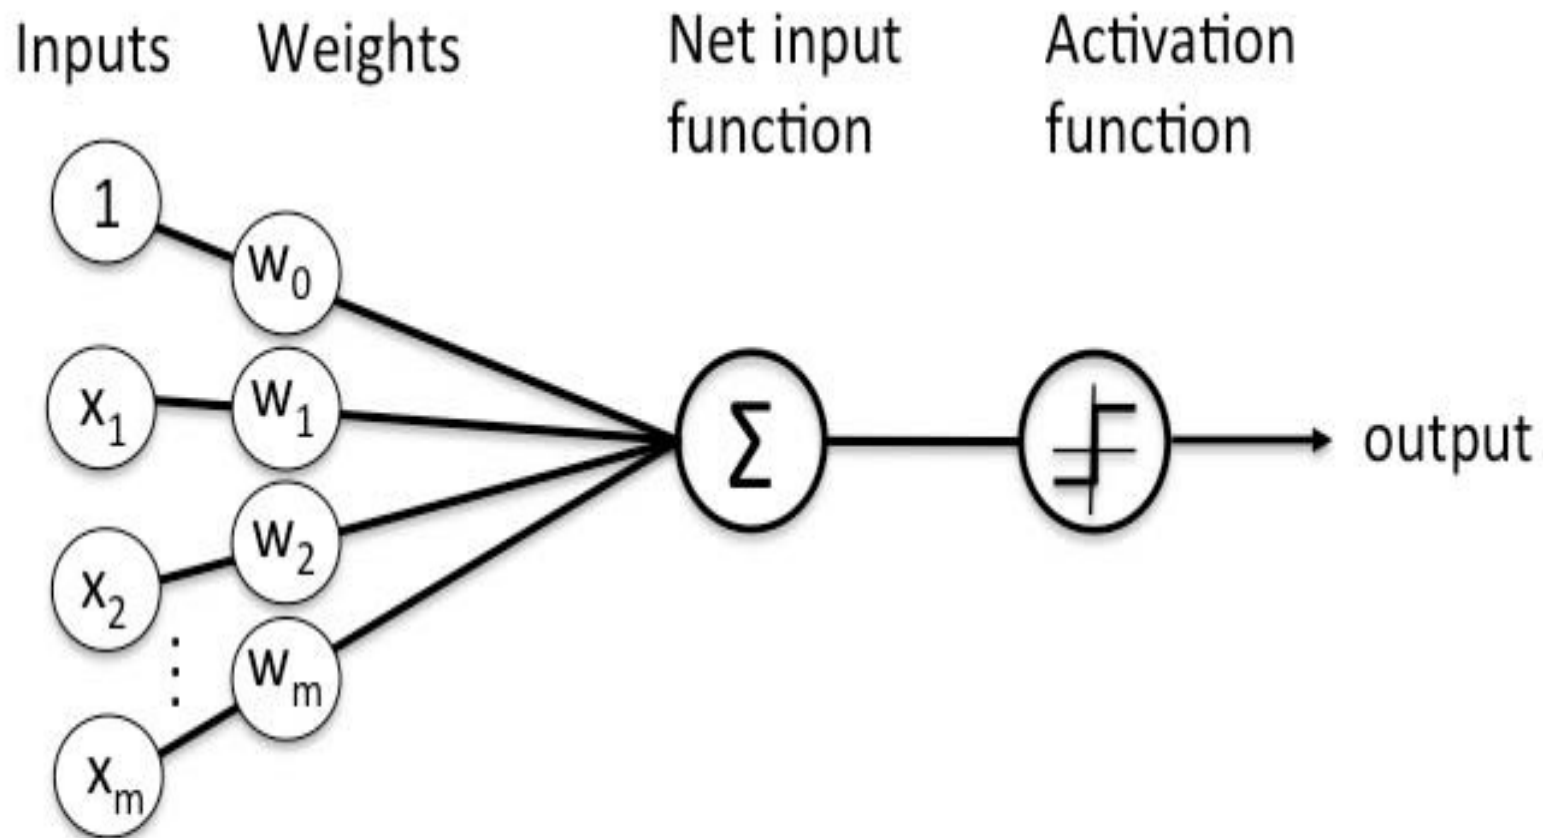 Inputs
Weights
Net input
function
Activation
function
1
w₀
x₁
w₁
x₂
w₂
⋮
wₘ
xₘ
Σ
output